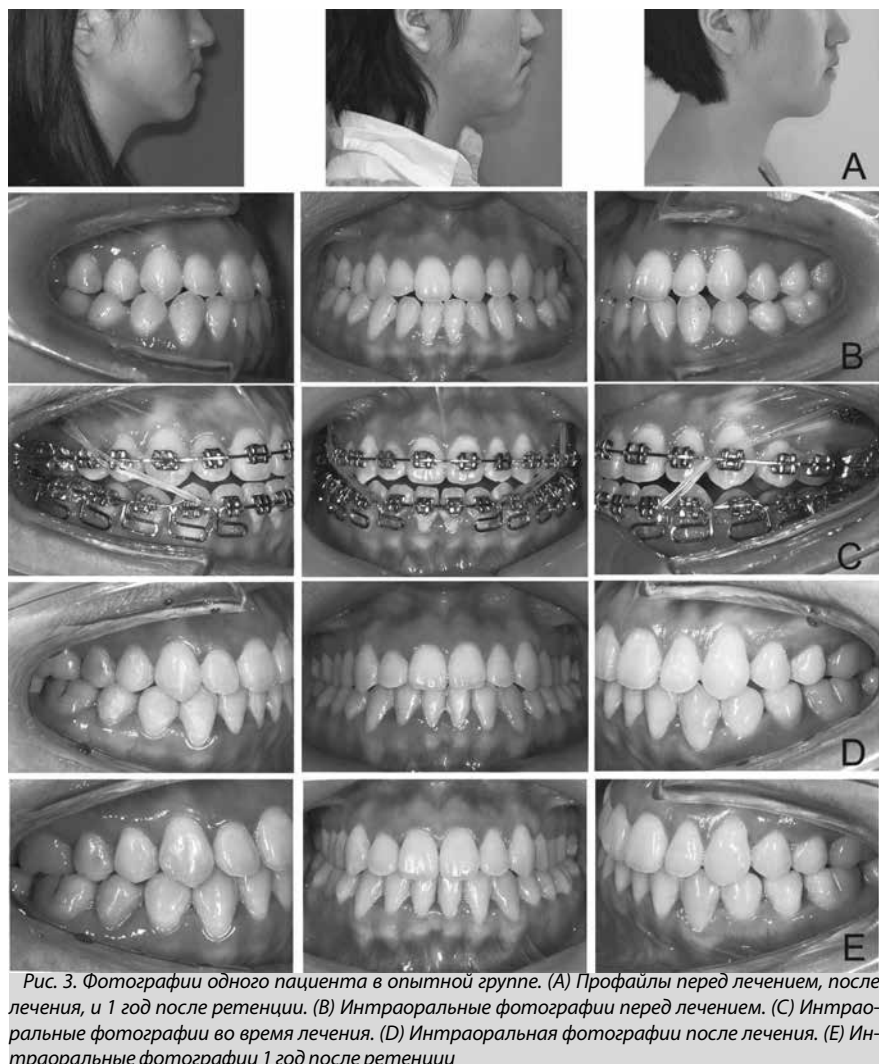 A
B
C
D
E
Рис. 3. Фотографии одного пациента в опытной группе. (А) Профайлы перед лечением, после
лечения, и 1 год после ретенции. (В) Интраоральные фотографии перед лечением. (С) Интрао-
ральные фотографии во время лечения. (D) Интраоральная фотографии после лечения. (Е) Ин-
траоральные фотографии 1 год после ретенции